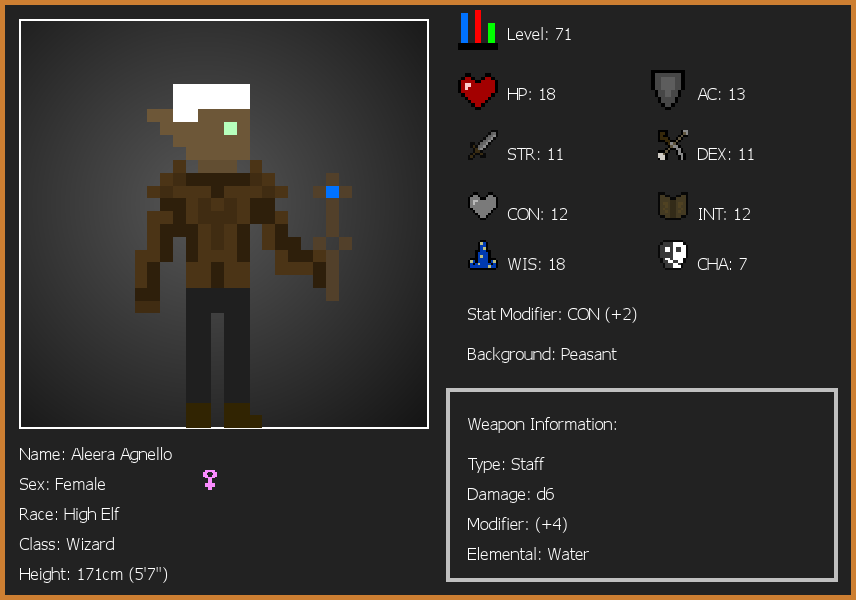 Level: 71
HP: 18
AC: 13
STR: 11
DEX: 11
CON: 12
INT: 12
WIS: 18
CHA: 7
Stat Modifier: CON (+2)
Background: Peasant
Weapon Information:
Type: Staff
Damage: d6
Modifier: (+4)
Elemental: Water
Name: Aleera Agnello
Sex: Female
Race: High Elf
Class: Wizard
Height: 171cm (5'7")